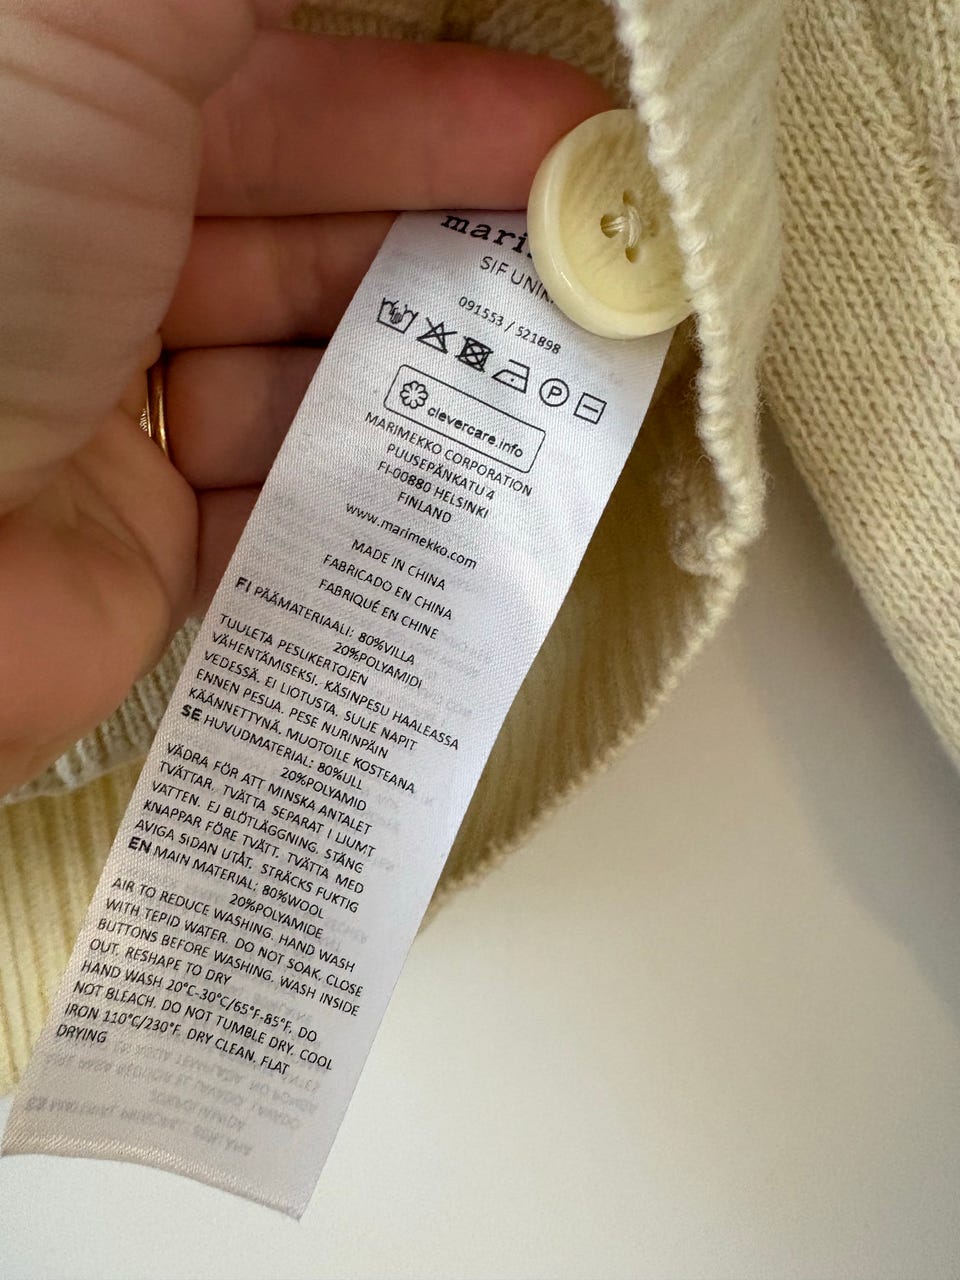 SIF
091553 / 521898
P
clevercare.info
MARIMEKKO CORPORATION
PUUSEPÄNKATU 4
FI-00880 HELSINKI
FINLAND
www.marimekko.com
MADE IN CHINA
FABRICADO EN CHINA
FABRIQUÉ EN CHINE
FI PÄÄMATERIAALI: 80%VILLA
20%POLYAMIDI
TUULETA PESUKERTOJEN
VÄHENTÄMISEKSI. KÄSINPESU HAALEASSA
VEDESSÄ. EI LIOTUSTA. SULJE NAPIT
ENNEN PESUA. PESE NURINPÄIN
KÄÄNNETTYNÄ. MUOTOILE KOSTEANA
SE HUVUDMATERIAL: 80%ULL
20%POLYAMID
VÄDRA FÖR ATT MINSKA ANTALET
TVÄTTAR. TVÄTTA SEPARAT I LJUMT
VATTEN. EJ BLÖTLÄGGNING. STÄNG
KNAPPAR FÖRE TVÄTT. TVÄTTA MED
AVIGA SIDAN UTÅT. STRÄCKS FUKTIG
EN MAIN MATERIAL: 80%WOOL
20%POLYAMIDE
AIR TO REDUCE WASHING. HAND WASH
WITH TEPID WATER. DO NOT SOAK. CLOSE
BUTTONS BEFORE WASHING. WASH INSIDE
OUT. RESHAPE TO DRY
HAND WASH 20°C-30°C/65°F-85°F. DO
NOT BLEACH. DO NOT TUMBLE DRY. COOL
IRON 110°C/230°F. DRY CLEAN. FLAT
DRYING